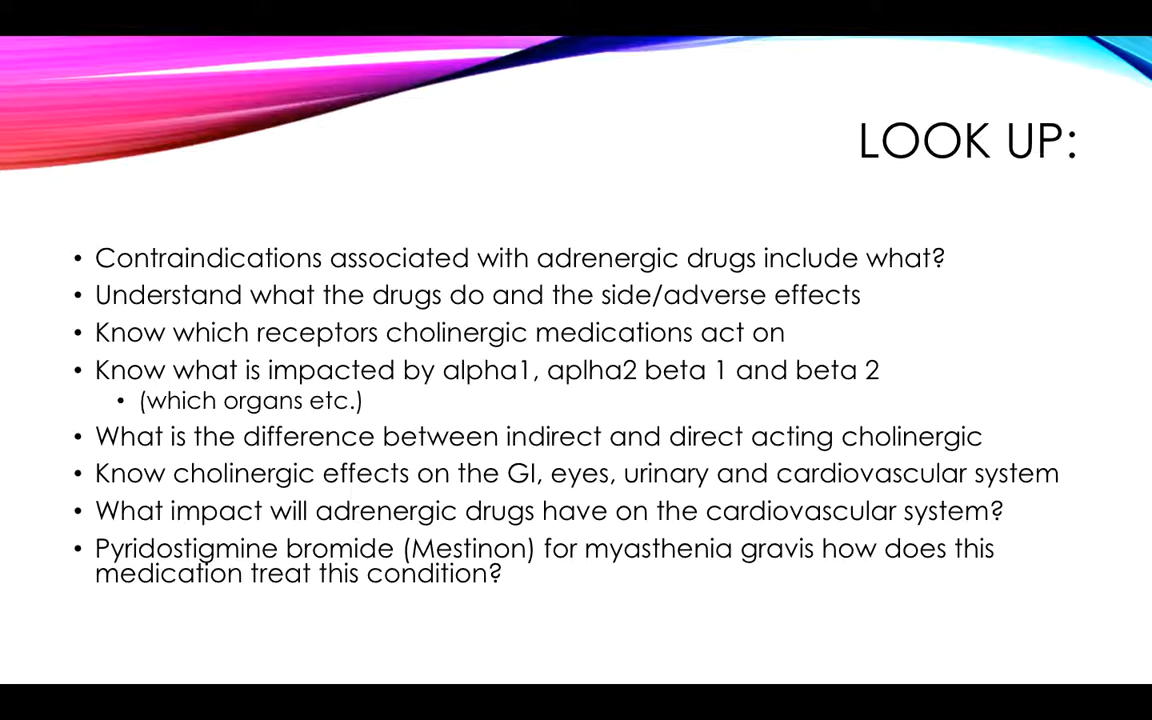 LOOK UP:
• Contraindications associated with adrenergic drugs include what?
• Understand what the drugs do and the side/adverse effects
• Know which receptors cholinergic medications act on
• Know what is impacted by alpha1, aplha2 beta 1 and beta 2
• (which organs etc.)
• What is the difference between indirect and direct acting cholinergic
• Know cholinergic effects on the GI, eyes, urinary and cardiovascular system
• What impact will adrenergic drugs have on the cardiovascular system?
• Pyridostigmine bromide (Mestinon) for myasthenia gravis how does this
medication treat this condition?